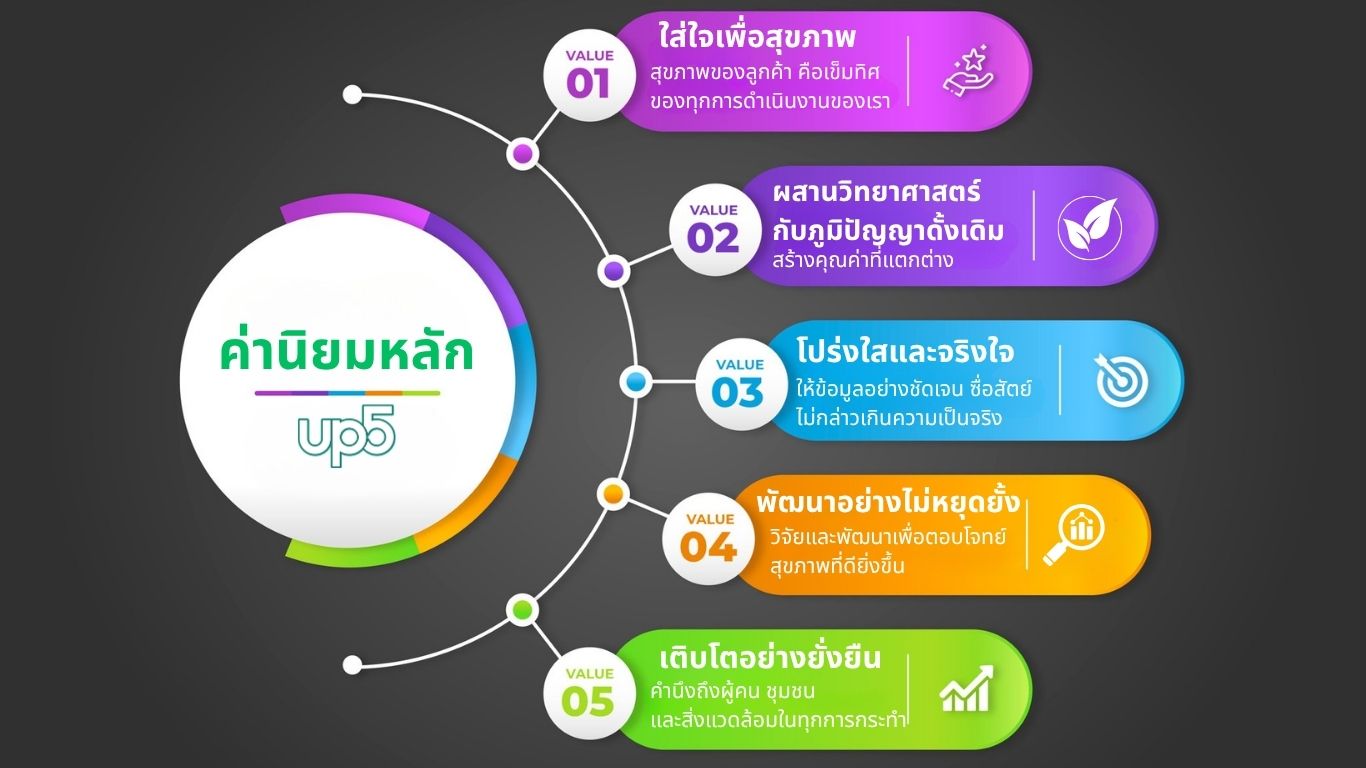 ค่านิยมหลัก
up5
VALUE
01
ใส่ใจเพื่อสุขภาพ
สุขภาพของลูกค้า คือเข็มทิศ
ของทุกการดำเนินงานของเรา
VALUE
02
ผสานวิทยาศาสตร์
กับภูมิปัญญาดั้งเดิม
สร้างคุณค่าที่แตกต่าง
VALUE
03
โปร่งใสและจริงใจ
ให้ข้อมูลอย่างชัดเจน ซื่อสัตย์
ไม่กล่าวเกินความเป็นจริง
VALUE
04
พัฒนาอย่างไม่หยุดยั้ง
วิจัยและพัฒนาเพื่อตอบโจทย์
สุขภาพที่ดียิ่งขึ้น
VALUE
05
เติบโตอย่างยั่งยืน
คำนึงถึงผู้คน ชุมชน
และสิ่งแวดล้อมในทุกการกระทำ